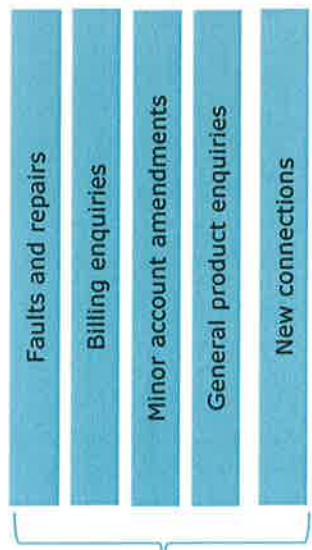 Faults and repairs
Billing enquiries
Minor account amendments
General product enquiries
New connections